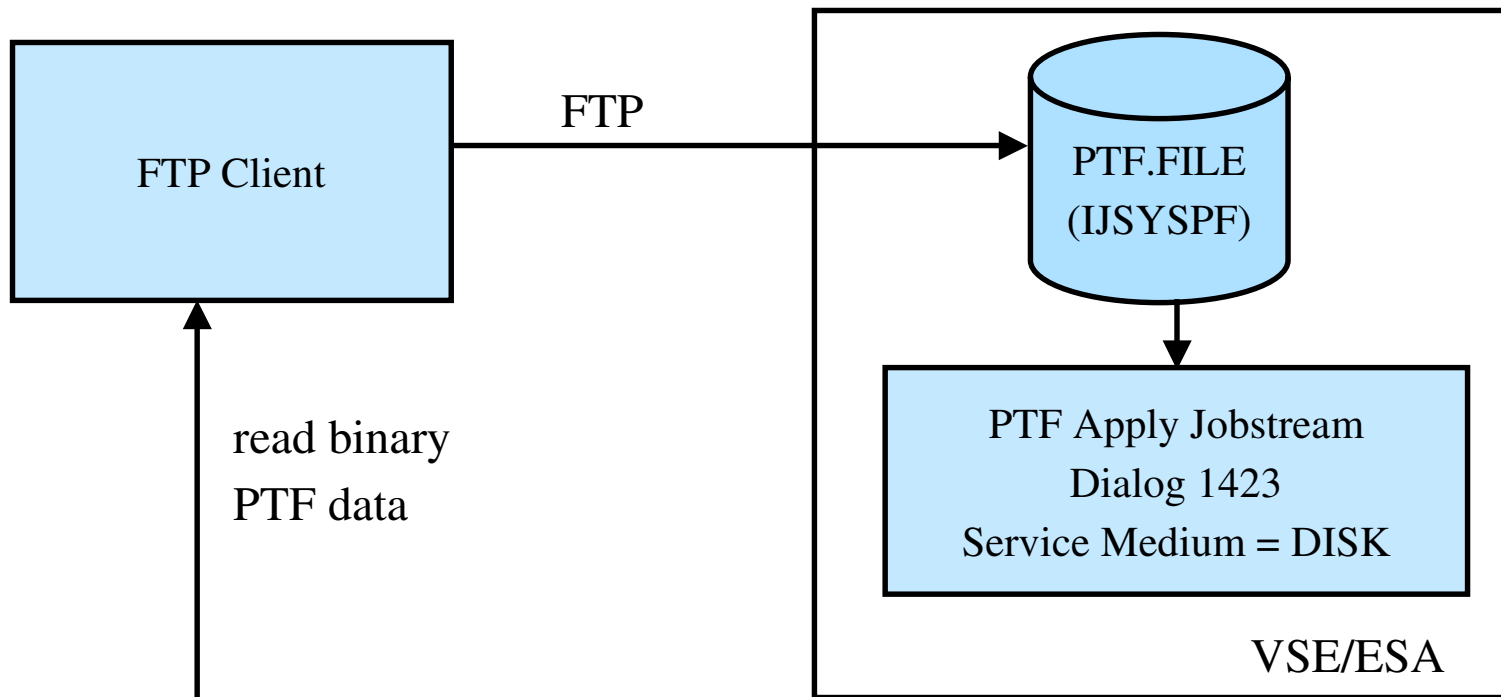 FTP Client
FTP
PTF.FILE
(IJSYSPF)
read binary
PTF data
PTF Apply Jobstream
Dialog 1423
Service Medium = DISK
VSE/ESA